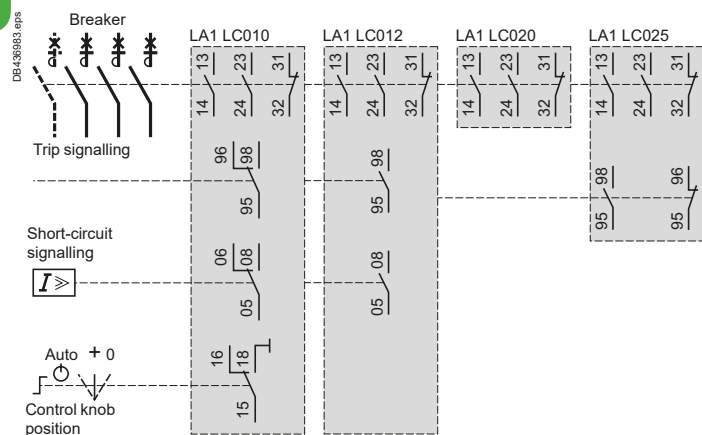 DB436983.eps
Breaker
LA1 LC010
LA1 LC012
LA1 LC020
LA1 LC025
13 23 31
13 23 31
13 23 31
13 23 31
14 24 32
14 24 32
14 24 32
14 24 32
Trip signalling
96 98
98
98 96
95
95
95 95
Short-circuit
signalling
I >
06 08
08
05
05
Auto + 0
16 18
15
Control knob
position